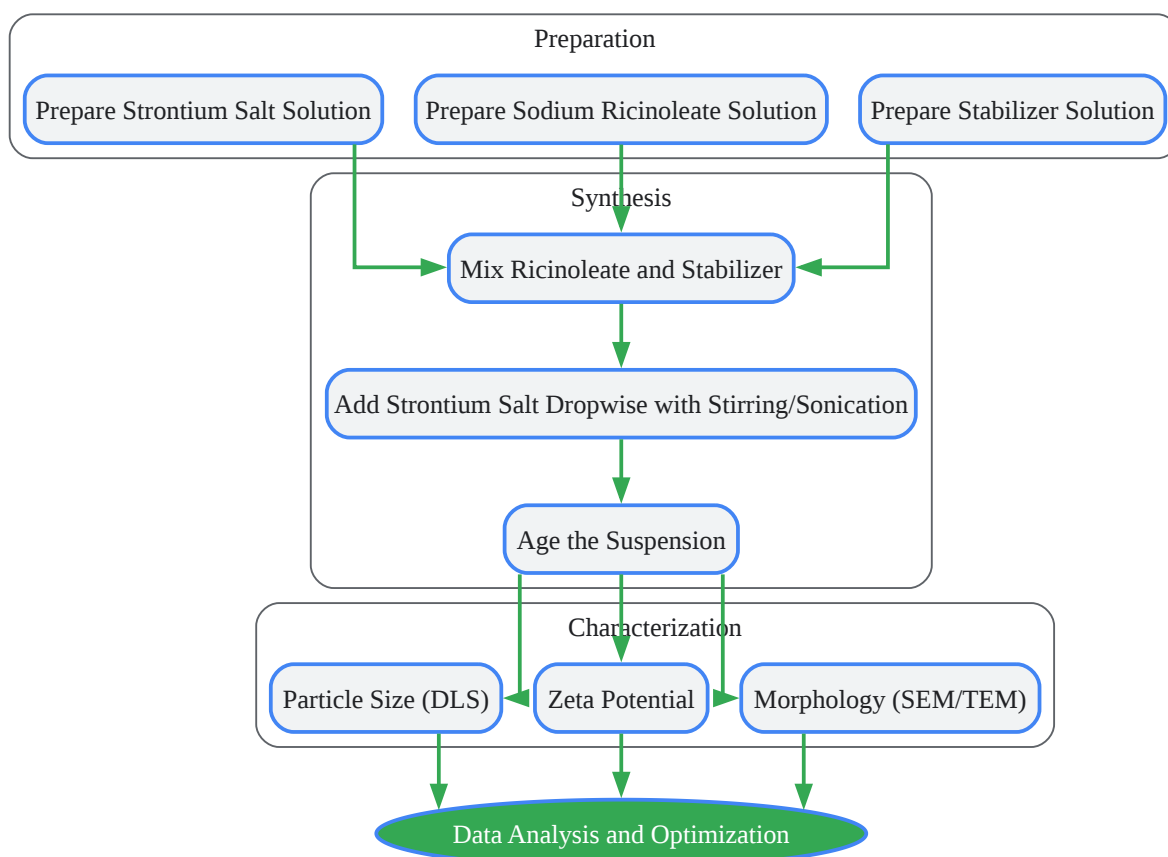 Preparation
Prepare Strontium Salt Solution
Prepare Sodium Ricinoleate Solution
Prepare Stabilizer Solution
Synthesis
Mix Ricinoleate and Stabilizer
Add Strontium Salt Dropwise with Stirring/Sonication
Age the Suspension
Characterization
Particle Size (DLS)
Zeta Potential
Morphology (SEM/TEM)
Data Analysis and Optimization